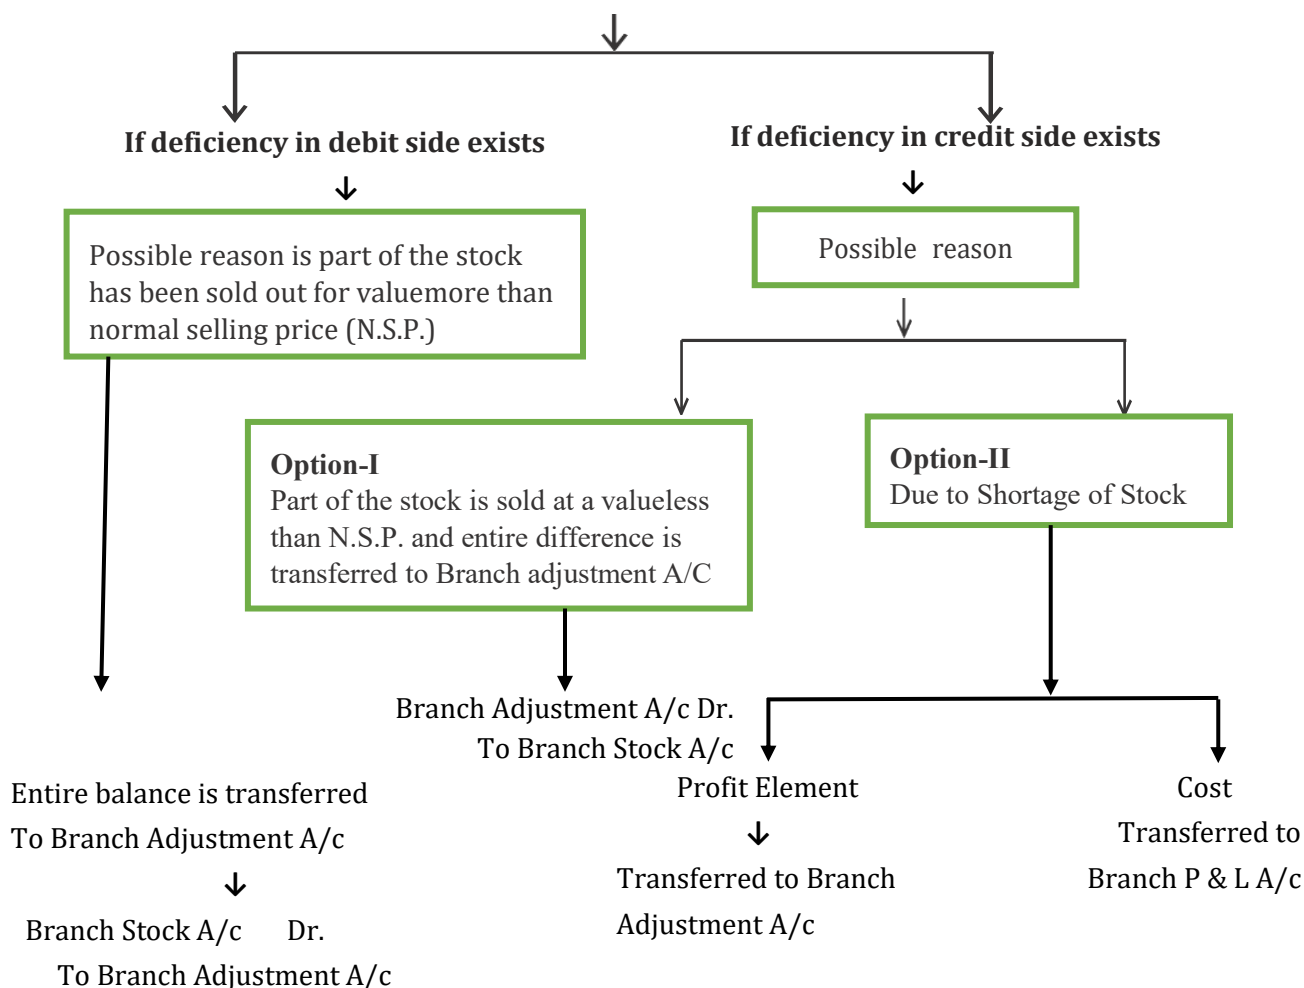 If deficiency in debit side exists
If deficiency in credit side exists
Possible reason is part of the stock
has been sold out for valuemore than
normal selling price (N.S.P.)
Possible reason
Option-I
Part of the stock is sold at a valueless
than N.S.P. and entire difference is
transferred to Branch adjustment A/C
Option-II
Due to Shortage of Stock
Branch Adjustment A/c Dr.
To Branch Stock A/c
Entire balance is transferred
To Branch Adjustment A/c
Branch Stock A/c Dr.
To Branch Adjustment A/c
Profit Element
Transferred to Branch
Adjustment A/c
Cost
Transferred to
Branch P & L A/c